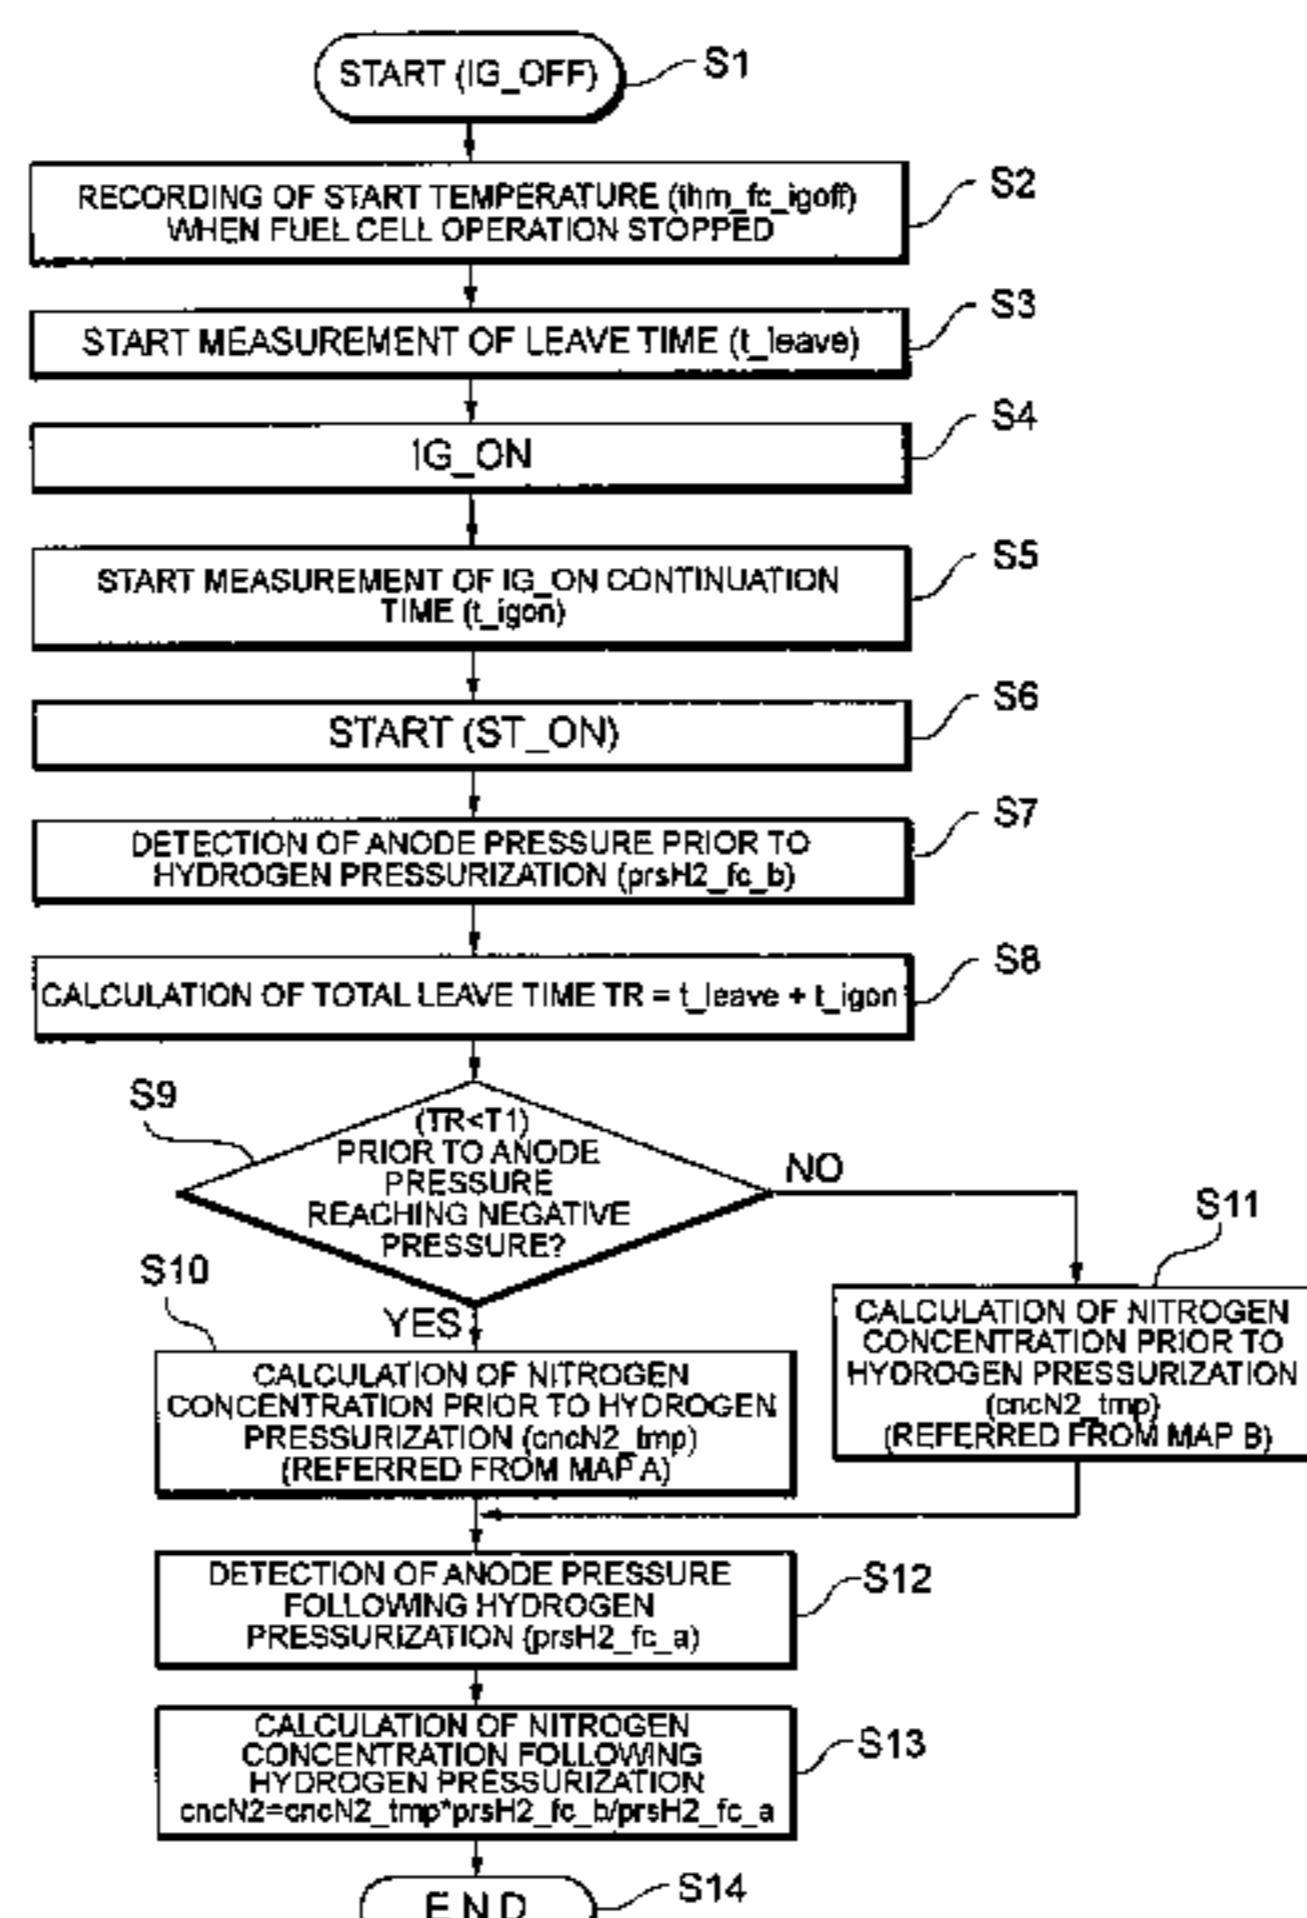 START (IG_OFF)
S1
RECORDING OF START TEMPERATURE (thm_fc_igoff)
WHEN FUEL CELL OPERATION STOPPED
S2
START MEASUREMENT OF LEAVE TIME (t_leave)
S3
IG_ON
S4
START MEASUREMENT OF IG_ON CONTINUATION
TIME (t_igon)
S5
START (ST_ON)
S6
DETECTION OF ANODE PRESSURE PRIOR TO
HYDROGEN PRESSURIZATION (prsH2_fc_b)
S7
CALCULATION OF TOTAL LEAVE TIME TR = t_leave + t_igon
S8
S9
(TR<T1)
PRIOR TO ANODE
PRESSURE
REACHING NEGATIVE
PRESSURE?
NO
YES
S10
CALCULATION OF NITROGEN
CONCENTRATION PRIOR TO HYDROGEN
PRESSURIZATION (cncN2_tmp)
(REFERRED FROM MAP A)
S11
CALCULATION OF NITROGEN
CONCENTRATION PRIOR TO
HYDROGEN PRESSURIZATION
(cncN2_tmp)
(REFERRED FROM MAP B)
DETECTION OF ANODE PRESSURE
FOLLOWING HYDROGEN
PRESSURIZATION (prsH2_fc_a)
S12
CALCULATION OF NITROGEN
CONCENTRATION FOLLOWING
HYDROGEN PRESSURIZATION
cncN2=cncN2_tmp*prsH2_fc_b/prsH2_fc_a
S13
END
S14